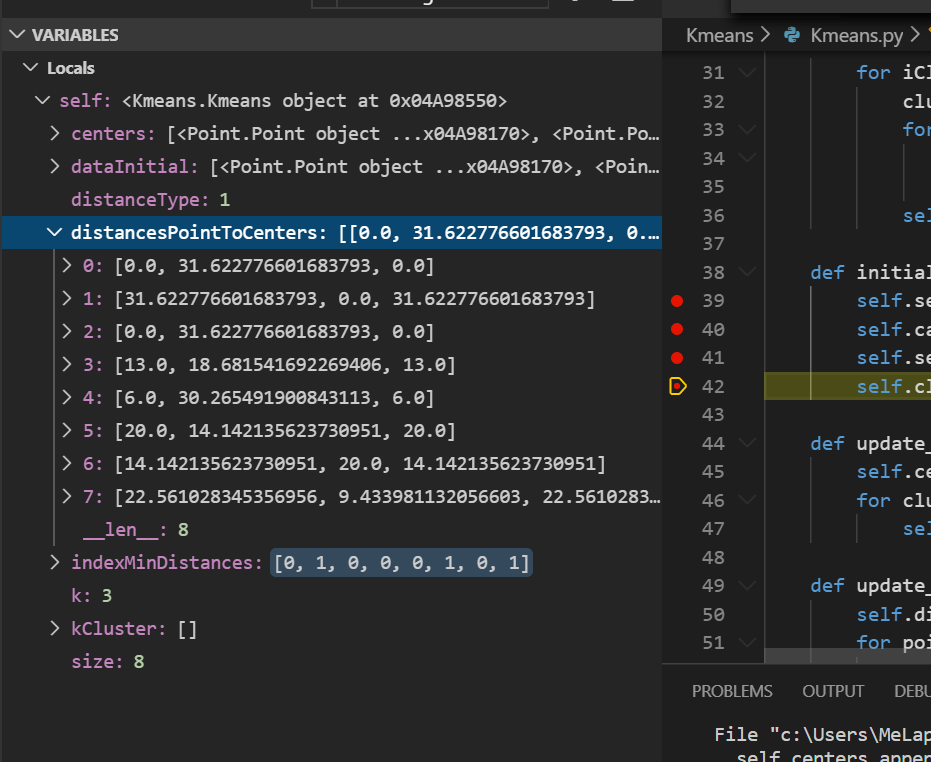 VARIABLES
Locals
self: <Kmeans.Kmeans object at 0x04A98550>
centers: [<Point.Point object ...x04A98170>, <Point.Po...
dataInitial: [<Point.Point object ...x04A98170>, <Poin...
distanceType: 1
distancesPointToCenters: [[0.0, 31.622776601683793, 0....
0: [0.0, 31.622776601683793, 0.0]
1: [31.622776601683793, 0.0, 31.622776601683793]
2: [0.0, 31.622776601683793, 0.0]
3: [13.0, 18.681541692269406, 13.0]
4: [6.0, 30.265491900843113, 6.0]
5: [20.0, 14.142135623730951, 20.0]
6: [14.142135623730951, 20.0, 14.142135623730951]
7: [22.561028345356956, 9.433981132056603, 22.5610283...
__len__: 8
indexMinDistances: [0, 1, 0, 0, 0, 1, 0, 1]
k: 3
kCluster: []
size: 8
Kmeans > Kmeans.py >
31 for iCl
32 clu
33 for
34
35
36 sel
37
38 def initial
39 self.se
40 self.ca
41 self.se
42 self.cl
43
44 def update_
45 self.ce
46 for clu
47 sel
48
49 def update_
50 self.di
51 for poi
PROBLEMS OUTPUT DEBU
File "c:\Users\MeLap
self.centers.appen